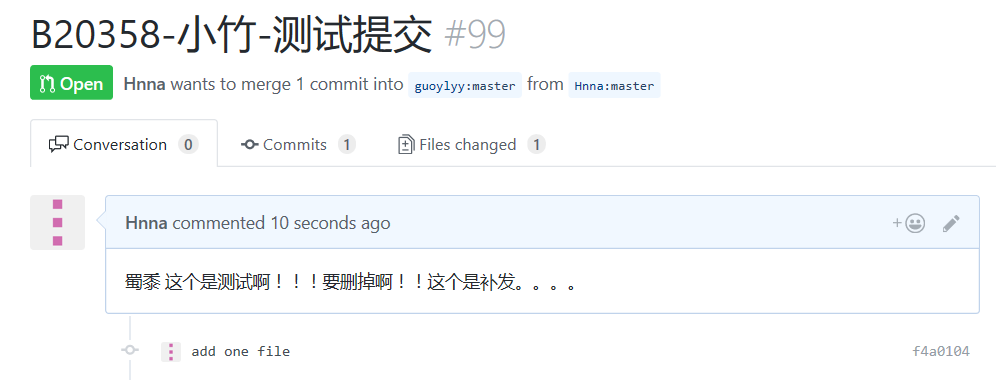 B20358-小竹-测试提交 #99
Open Hnna wants to merge 1 commit into guoylyy:master from Hnna:master
Conversation 0 Commits 1 Files changed 1
Hnna commented 10 seconds ago
蜀黍 这个是测试啊！！！要删掉啊！！这个是补发。。。。
add one file f4a0104